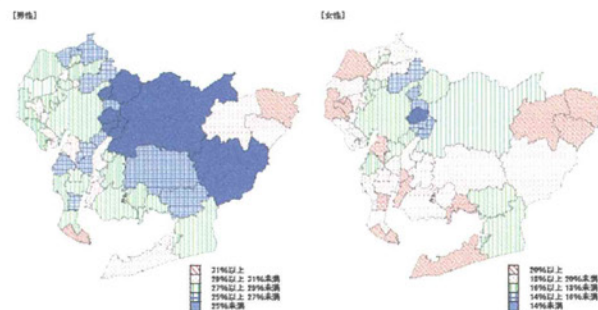 【男性】
【女性】
31%以上
29%以上 31%未満
27%以上 29%未満
25%以上 27%未満
25%未満
20%以上
18%以上 20%未満
16%以上 18%未満
14%以上 16%未満
14%未満